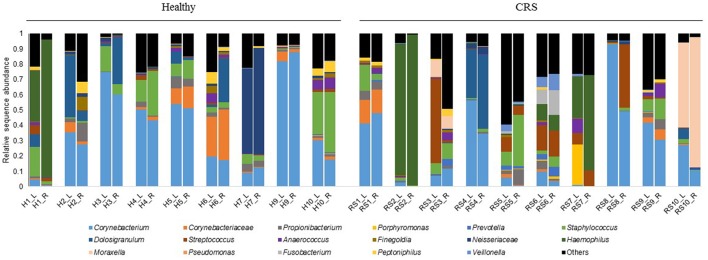 Healthy
CRS
Relative sequence abundance
1
0.9
0.8
0.7
0.6
0.5
0.4
0.3
0.2
0.1
0
H1_L
H1_R
H2_L
H2_R
H3_L
H3_R
H4_L
H4_R
H5_L
H5_R
H6_L
H6_R
H7_L
H7_R
H9_L
H9_R
H10_L
H10_R
RS1_L
RS1_R
RS2_L
RS2_R
RS3_L
RS3_R
RS4_L
RS4_R
RS5_L
RS5_R
RS6_L
RS6_R
RS7_L
RS7_R
RS8_L
RS8_R
RS9_L
RS9_R
RS10_L
RS10_R
Corynebacterium Corynebacteriaceae Propionibacterium Porphyromonas Prevotella Staphylococcus
Dolosigranulum Streptococcus Anaerococcus Finegoldia Neisseriaceae Haemophilus
Moraxella Pseudomonas Fusobacterium Peptoniphilus Veillonella Others